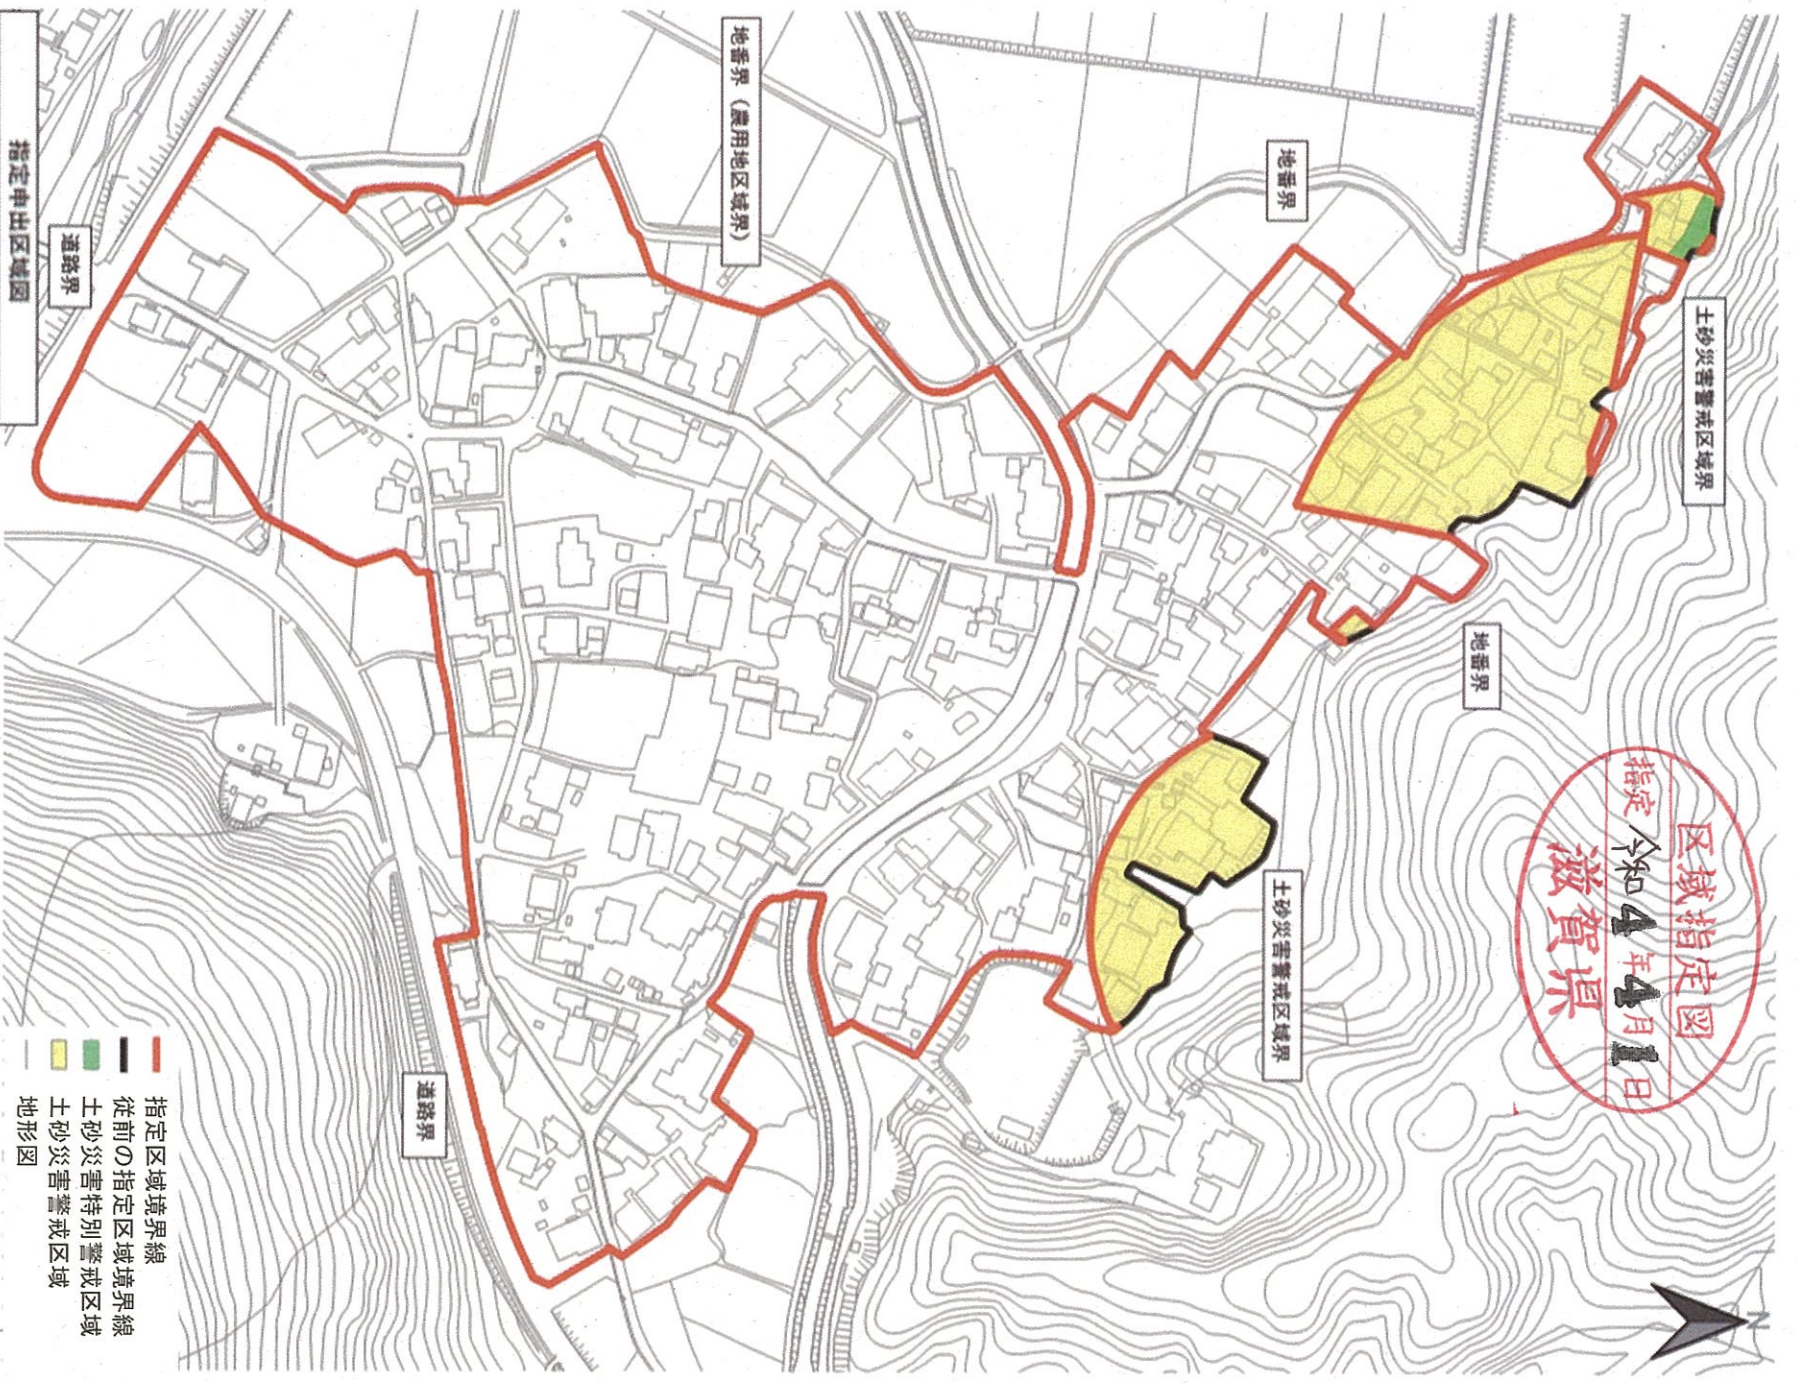 指定申出区域図
道路界
地番界（農用地区域界）
地番界
土砂災害警戒区域界
地番界
土砂災害警戒区域界
道路界
区域指定図
指定 令和4年4月1日
滋賀県
N
指定区域境界線
従前の指定区域境界線
土砂災害特別警戒区域
土砂災害警戒区域
地形図